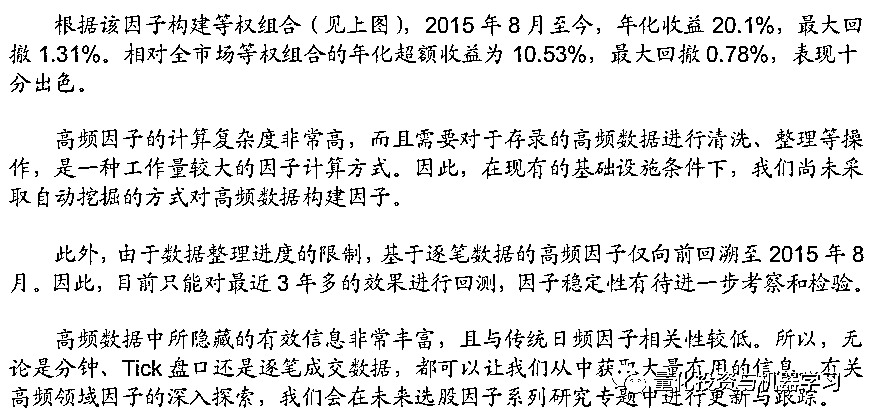 根据该因子构建等权组合（见上图），2015 年 8 月至今，年化收益 20.1%，最大回
撤 1.31%。相对全市场等权组合的年化超额收益为 10.53%，最大回撤 0.78%，表现十
分出色。
高频因子的计算复杂度非常高，而且需要对于存录的高频数据进行清洗、整理等操
作，是一种工作量较大的因子计算方式。因此，在现有的基础设施条件下，我们尚未采
取自动挖掘的方式对高频数据构建因子。
此外，由于数据整理进度的限制，基于逐笔数据的高频因子仅向前回溯至 2015 年 8
月。因此，目前只能对最近 3 年多的效果进行回测，因子稳定性有待进一步考察和检验。
高频数据中所隐藏的有效信息非常丰富，且与传统日频因子相关性较低。所以，无
论是分钟、Tick 盘口还是逐笔成交数据，都可以让我们从中获取大量有用的信息。有关
高频领域因子的深入探索，我们会在未来选股因子系列研究专题中进行更新与跟踪。
量化投资与机器学习